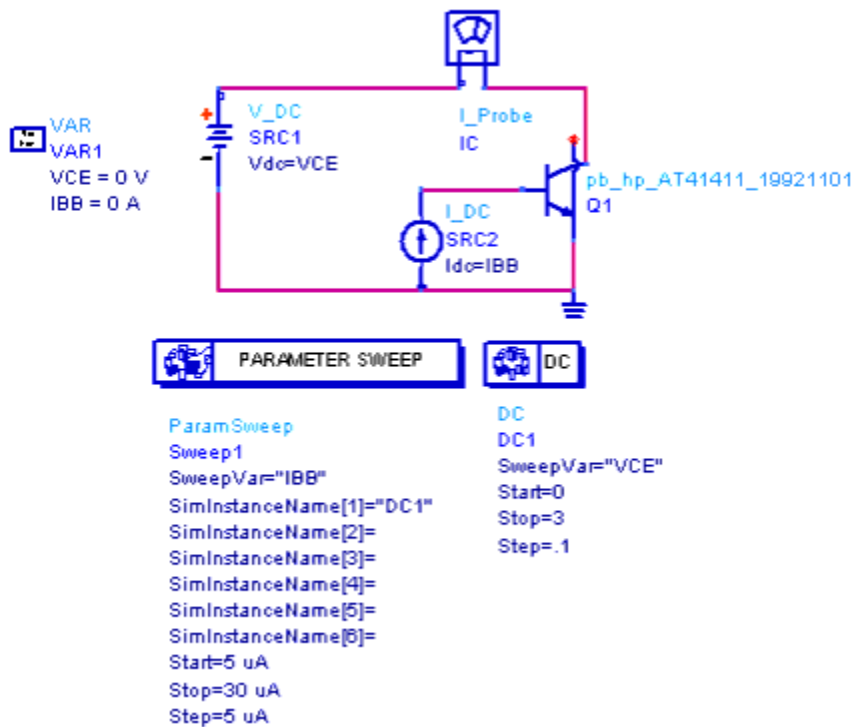 VAR
VAR1
VCE = 0 V
IBB = 0 A
V_DC
SRC1
Vdc=VCE
I_Probe
IC
pb_hp_AT41411_19921101
Q1
I_DC
SRC2
Idc=IBB
PARAMETER SWEEP
ParamSweep
Sweep1
SweepVar="IBB"
SimInstanceName[1]="DC1"
SimInstanceName[2]=
SimInstanceName[3]=
SimInstanceName[4]=
SimInstanceName[5]=
SimInstanceName[6]=
Start=5 uA
Stop=30 uA
Step=5 uA
DC
DC
DC1
SweepVar="VCE"
Start=0
Stop=3
Step=.1